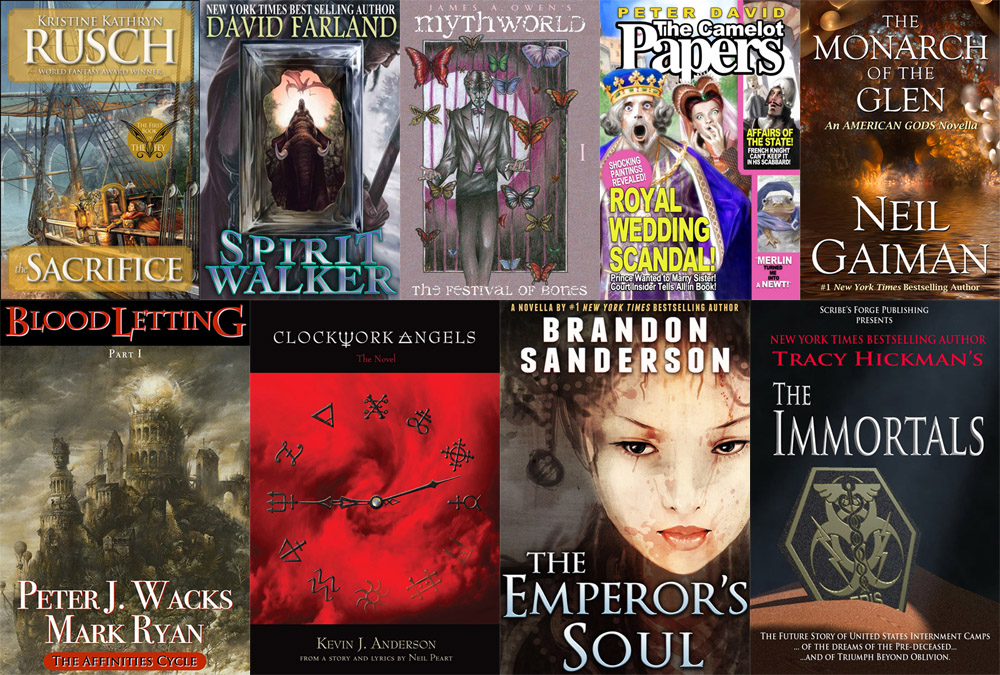 KRISTINE KATHRYN
RUSCH
WORLD FANTASY AWARD WINNER
THE FIRST BOOK
OF
THE FEY
the SACRIFICE
NEW YORK TIMES BEST SELLING AUTHOR
DAVID FARLAND
SPIRIT
WALKER
JAMES A. OWEN'S
mythworld
I
THE FESTIVAL OF BONES
PETER DAVID
The Camelot
Papers
AFFAIRS OF
THE STATE!
FRENCH KNIGHT
CAN'T KEEP IT
IN HIS SCABBARD!
SHOCKING
PAINTINGS
REVEALED!
ROYAL
WEDDING
SCANDAL!
Prince Wanted to Marry Sister!
Court Insider Tells All in Book!
'MERLIN
TURNED
ME INTO
A NEWT!'
THE
MONARCH
OF THE
GLEN
An AMERICAN GODS Novella
NEIL
GAIMAN
#1 New York Times Bestselling Author
BLOODLETTING
PART I
PETER J. WACKS
MARK RYAN
THE AFFINITIES CYCLE
CLOCKWORK ANGELS
The Novel
KEVIN J. ANDERSON
FROM A STORY AND LYRICS BY NEIL PEART
A NOVELLA BY #1 NEW YORK TIMES BESTSELLING AUTHOR
BRANDON
SANDERSON
THE
EMPEROR'S
SOUL
SCRIBE'S FORGE PUBLISHING
PRESENTS
NEW YORK TIMES BESTSELLING AUTHOR
TRACY HICKMAN'S
THE
IMMORTALS
THE FUTURE STORY OF UNITED STATES INTERNMENT CAMPS
... OF THE DREAMS OF THE PRE-DECEASED...
...AND OF TRIUMPH BEYOND OBLIVION.